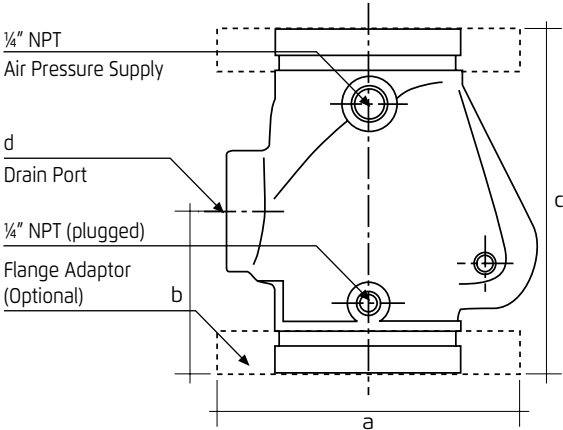 ¼" NPT
Air Pressure Supply
d
Drain Port
¼" NPT (plugged)
Flange Adaptor
(Optional)
b
c
a